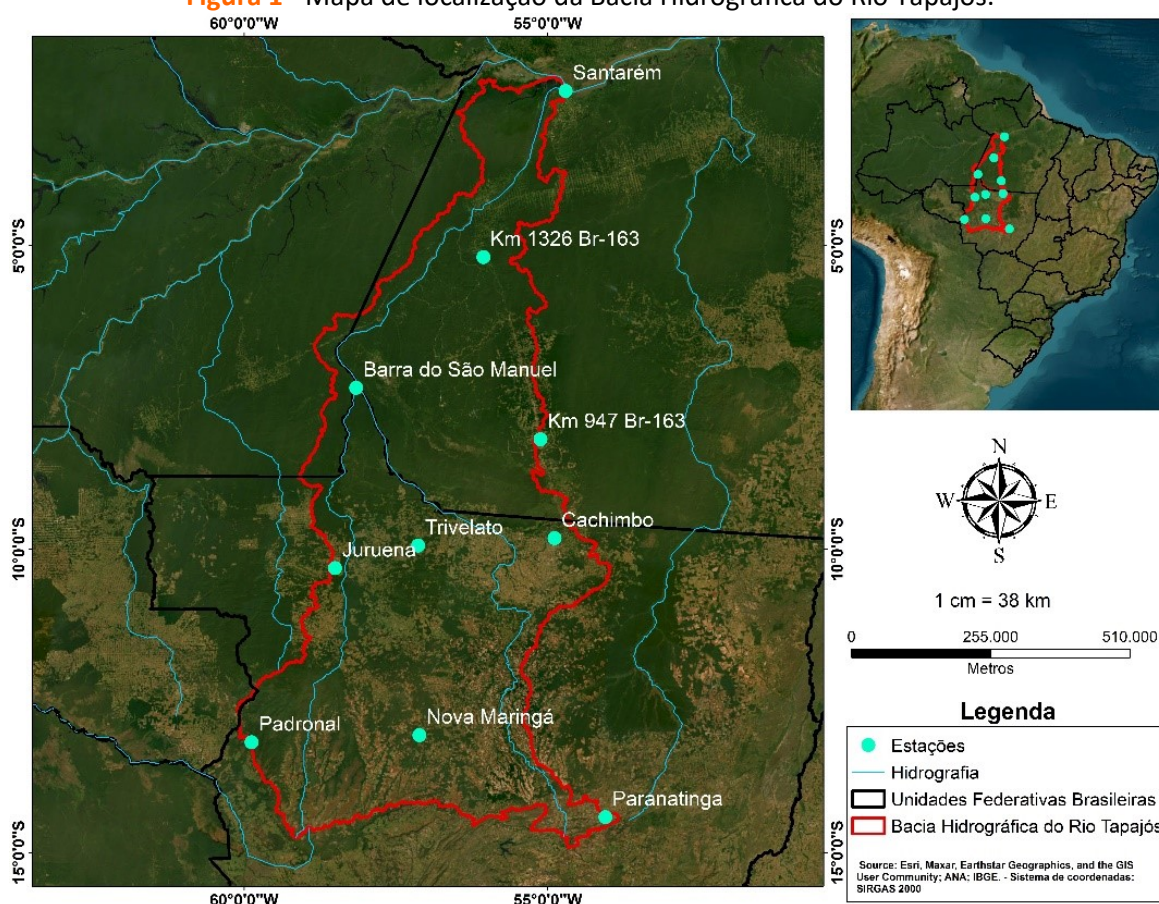 Figura 1 - Mapa de localização da Bacia Hidrográfica do Rio Tapajós.
60°0'0"W
55°0'0"W
Santarém
5°0'0"S
Km 1326 Br-163
5°0'0"S
Barra do São Manuel
Km 947 Br-163
Trivelato
Cachimbo
Juruena
10°0'0"S
10°0'0"S
Padronal
Nova Maringá
Paranatinga
15°0'0"S
15°0'0"S
60°0'0"W
55°0'0"W
N
W
E
S
1 cm = 38 km
0 255.000 510.000
Metros
Legenda
Estações
Hidrografia
Unidades Federativas Brasileiras
Bacia Hidrográfica do Rio Tapajós
Source: Esri, Maxar, Earthstar Geographics, and the GIS
User Community; ANA; IBGE. - Sistema de coordenadas:
SIRGAS 2000